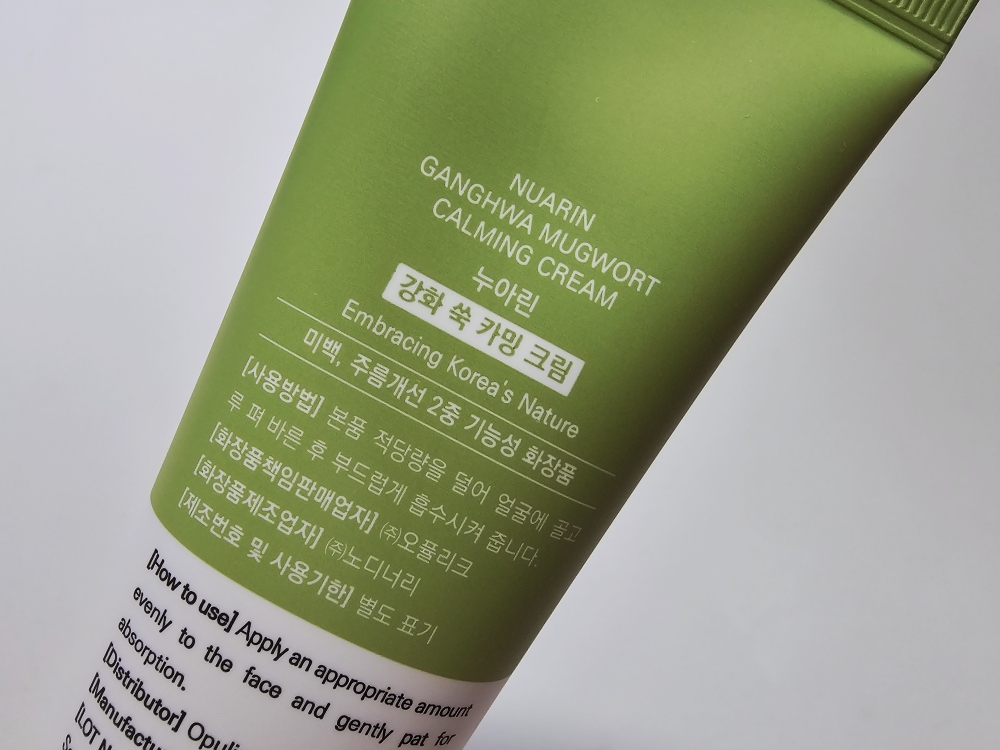 NUARIN
GANGHWA MUGWORT
CALMING CREAM
누아린
강화 쑥 카밍 크림
Embracing Korea's Nature
미백, 주름개선 2중 기능성 화장품
[사용방법] 본품 적당량을 덜어 얼굴에 골고
루 펴 바른 후 부드럽게 흡수시켜 줍니다.
[화장품책임판매업자] ㈜오퓰리크
[화장품제조업자] ㈜노디너리
[제조번호 및 사용기한] 별도 표기
[How to use] Apply an appropriate amount
evenly to the face and gently pat for
absorption.
[Distributor]